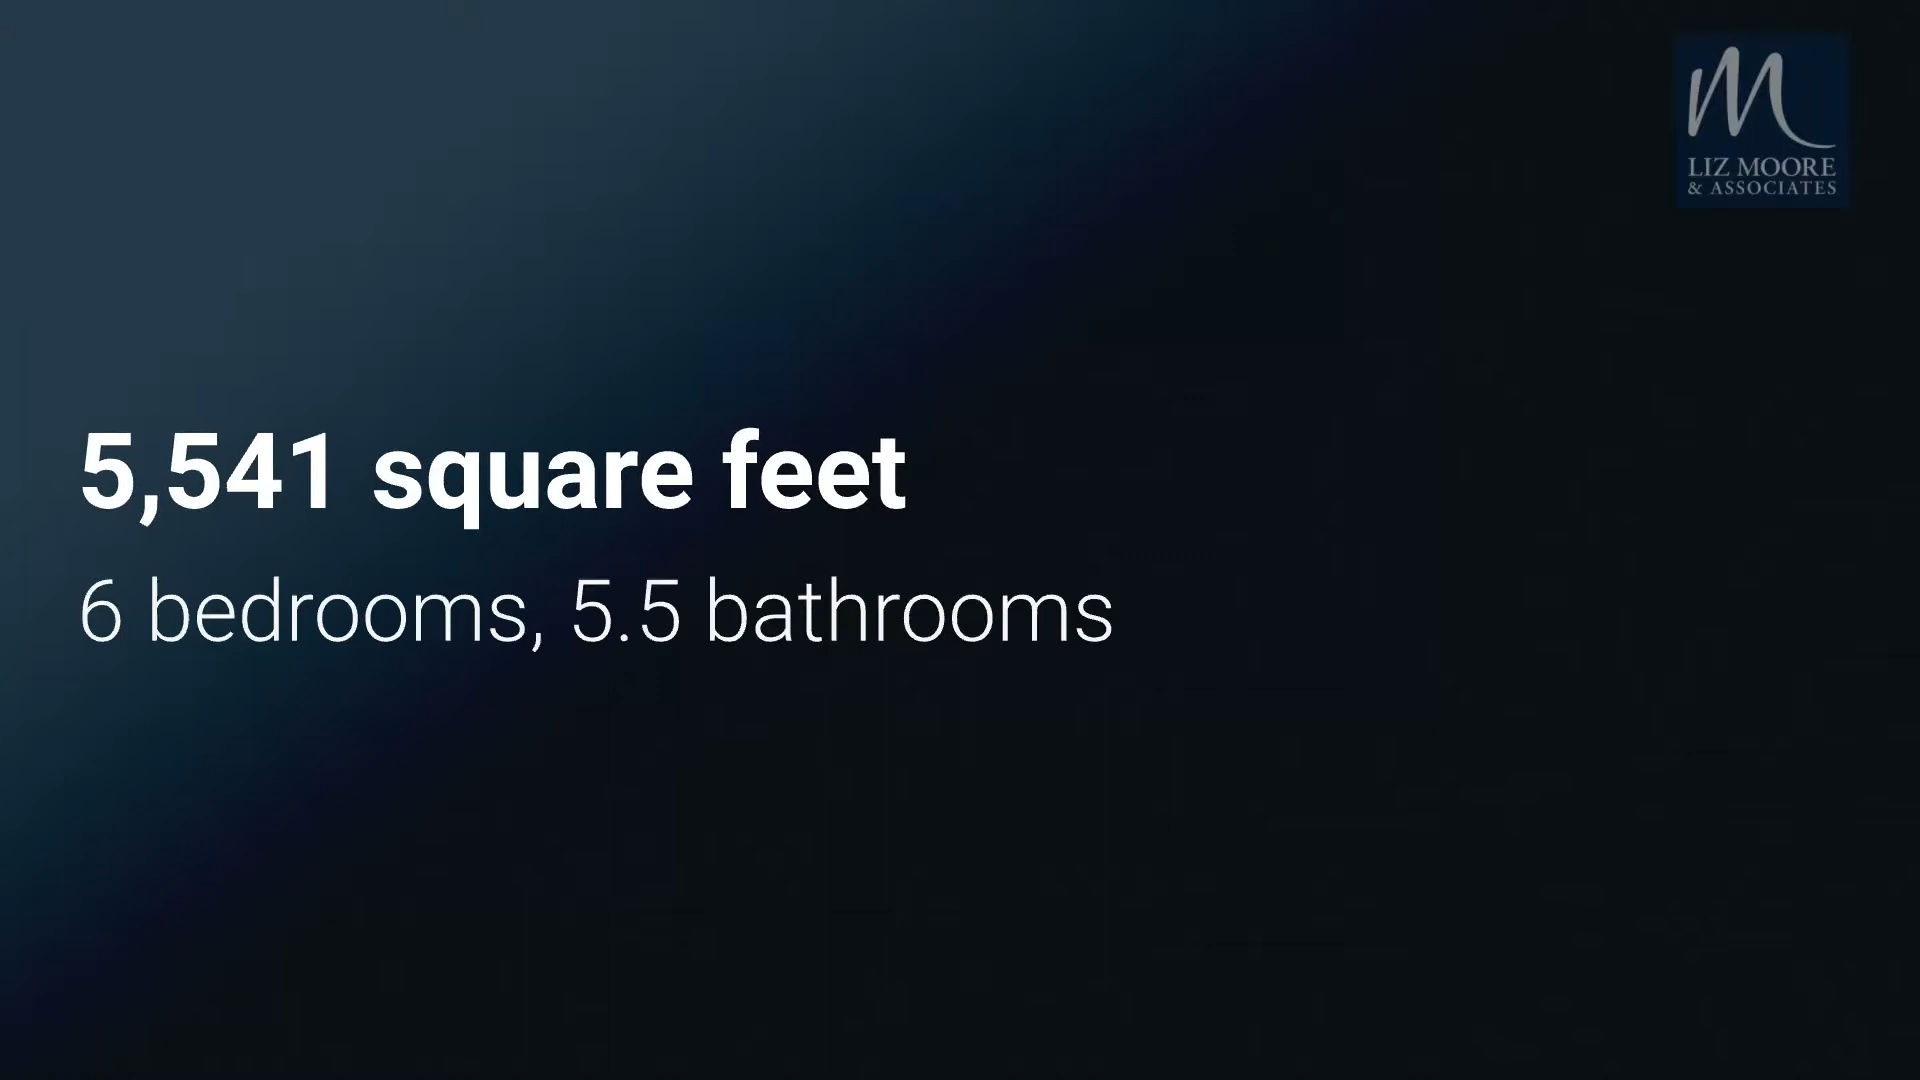 LIZ MOORE
& ASSOCIATES
5,541 square feet
6 bedrooms, 5.5 bathrooms